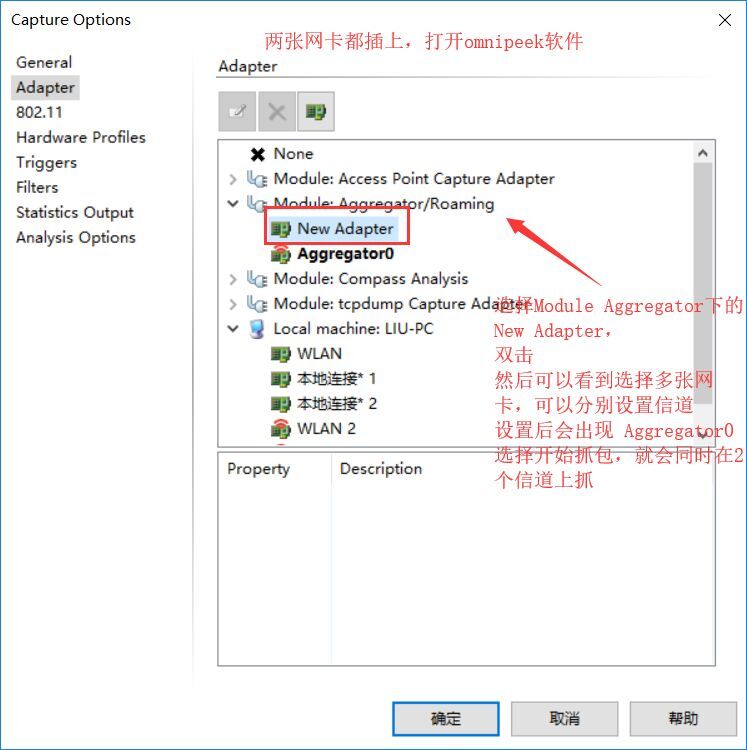 Capture Options
两张网卡都插上，打开omnipeek软件
General
Adapter
802.11
Hardware Profiles
Triggers
Filters
Statistics Output
Analysis Options
Adapter
None
Module: Access Point Capture Adapter
Module: Aggregator/Roaming
New Adapter
Aggregator0
Module: Compass Analysis
Module: tcpdump Capture Adapter
Local machine: LIU-PC
WLAN
本地连接* 1
本地连接* 2
WLAN 2
选择Module Aggregator下的
New Adapter，
双击
然后可以看到选择多张网
卡，可以分别设置信道
设置后会出现 Aggregator0
选择开始抓包，就会同时在2
个信道上抓
Property
Description
确定
取消
帮助